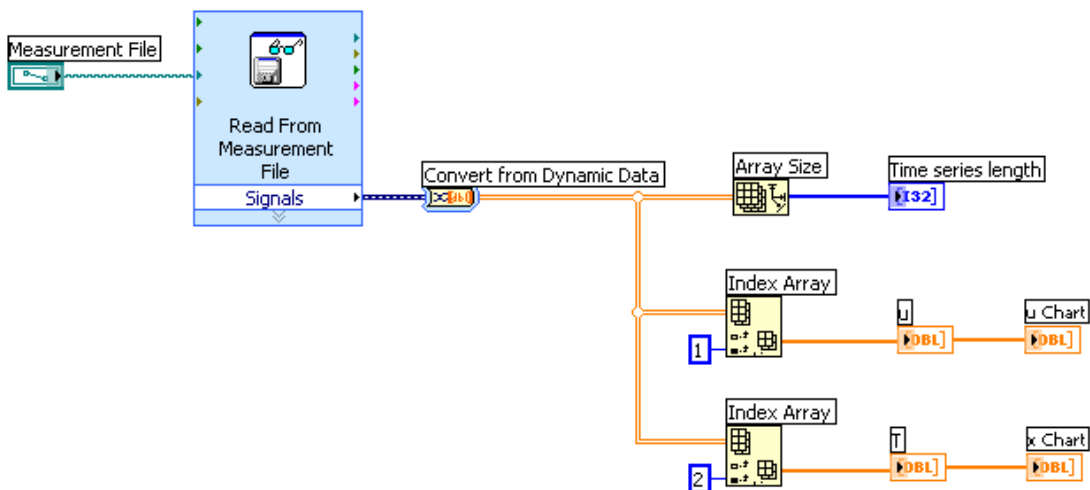 Measurement File
Read From
Measurement
File
Signals
Convert from Dynamic Data
[db]
Array Size
Time series length
I32]
Index Array
1
u
DBL]
u Chart
DBL]
Index Array
2
T
DBL]
x Chart
DBL]